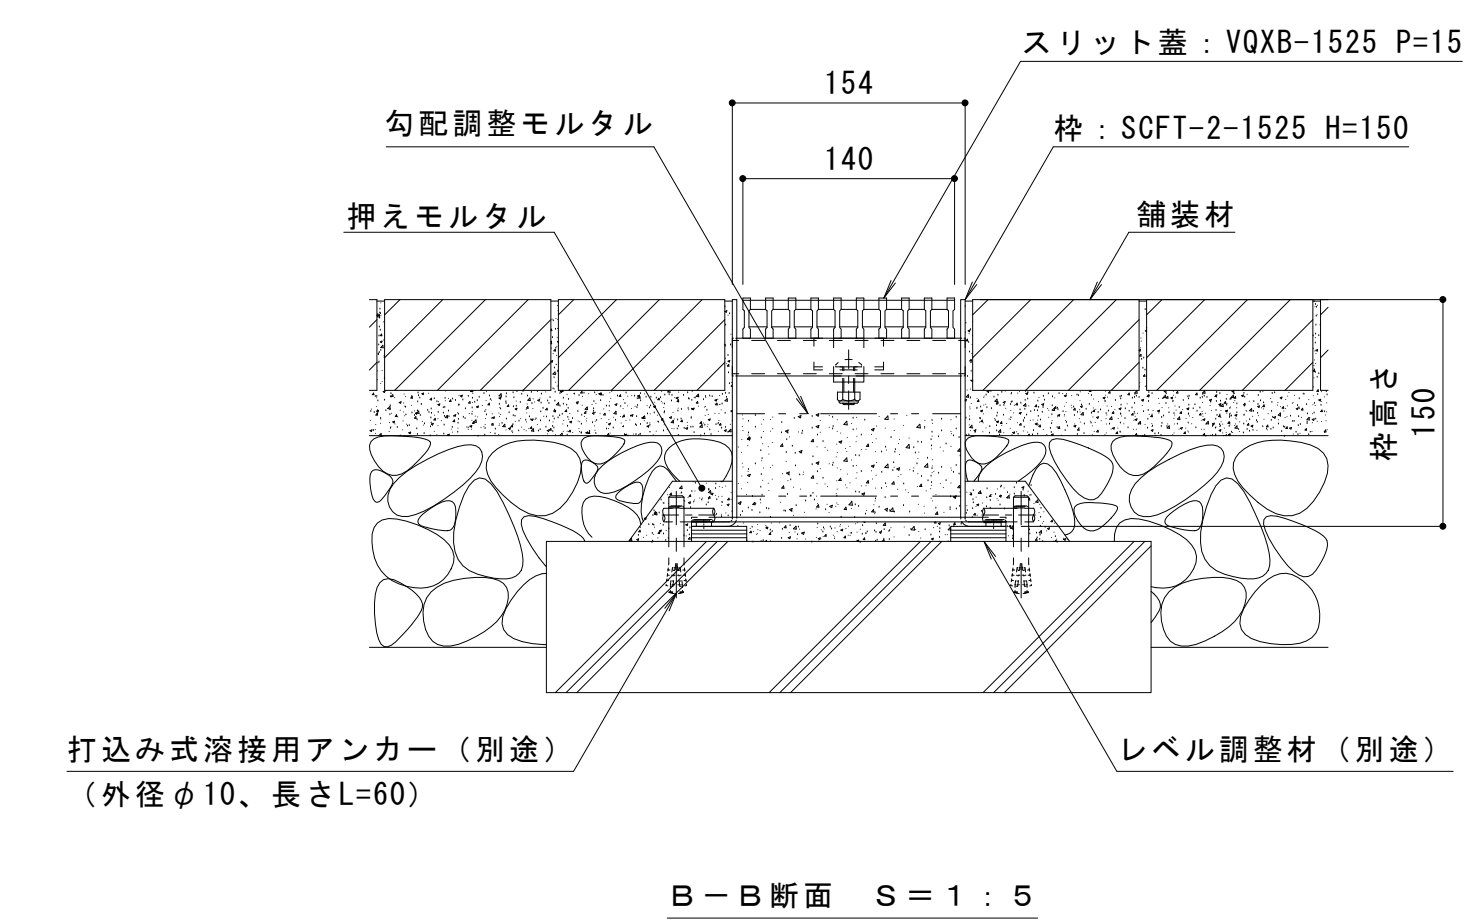 スリット蓋：VQXB-1525 P=15
154
勾配調整モルタル
枠：SCFT-2-1525 H=150
140
押えモルタル
舗装材
枠高さ
150
打込み式溶接用アンカー（別途）
（外径φ10、長さL=60）
レベル調整材（別途）
Ｂ－Ｂ断面　Ｓ＝１：５